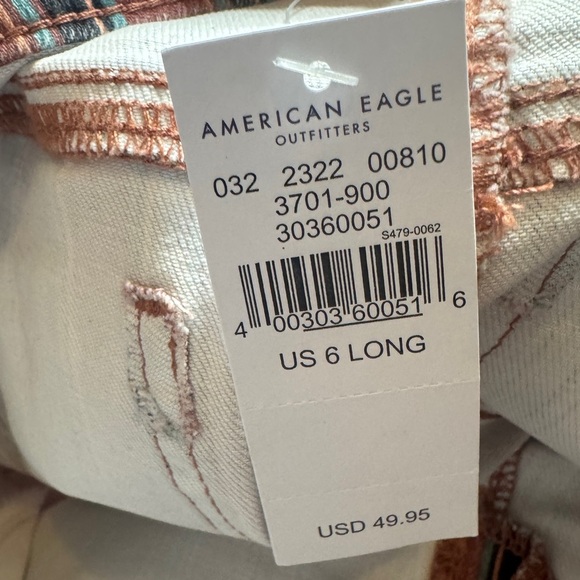 AMERICAN EAGLE
OUTFITTERS
032 2322 00810
3701-900
30360051
S479-0062
4 00303 60051 6
US 6 LONG
USD 49.95